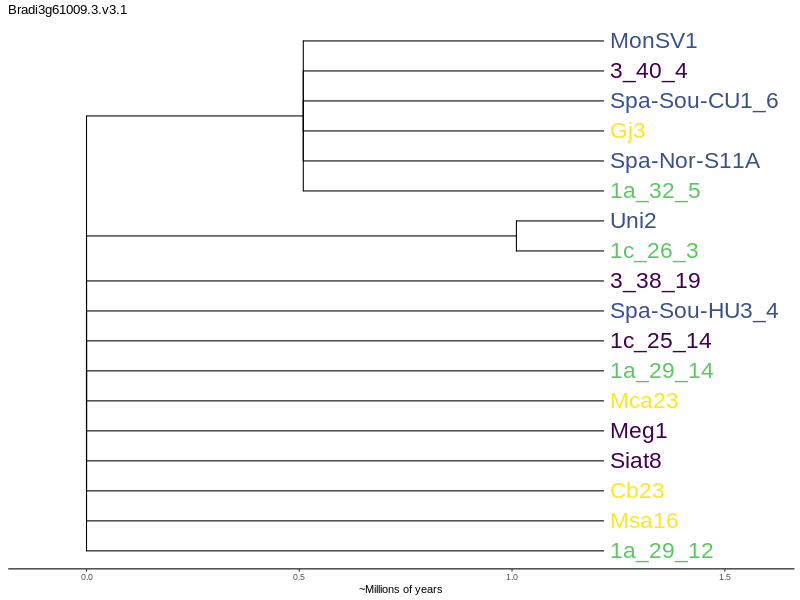 Bradi3g61009.3.v3.1
MonSV1
3_40_4
Spa-Sou-CU1_6
Gj3
Spa-Nor-S11A
1a_32_5
Uni2
1c_26_3
3_38_19
Spa-Sou-HU3_4
1c_25_14
1a_29_14
Mca23
Meg1
Siat8
Cb23
Msa16
1a_29_12
0.0 0.5 1.0 1.5
~Millions of years